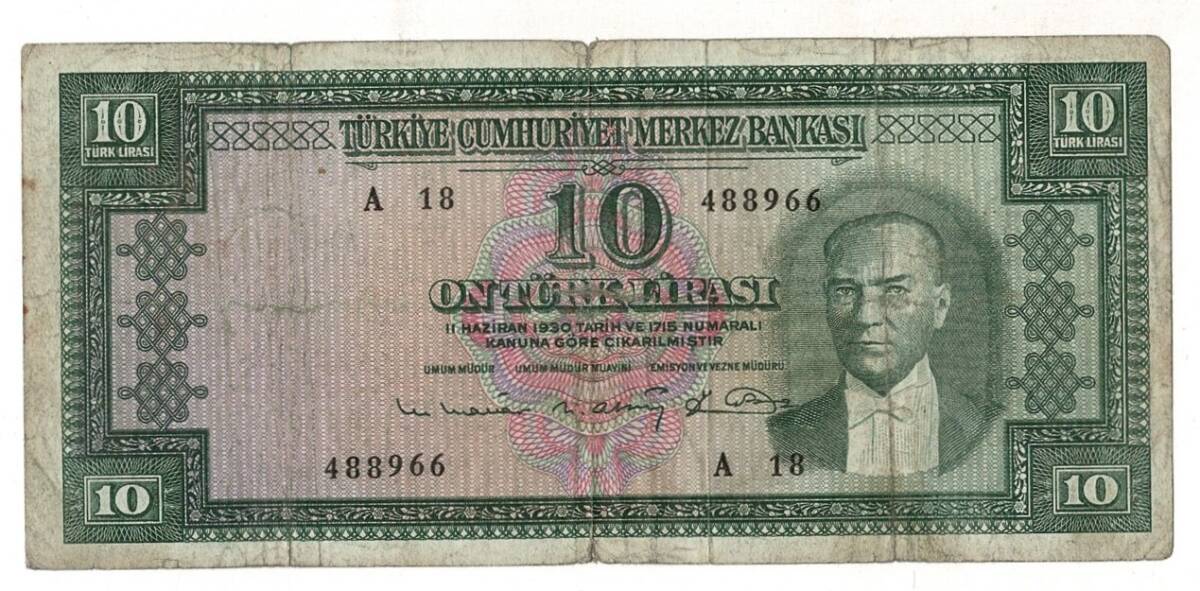 10 10
TÜRK LİRASI TÜRK LİRASI
TÜRKİYE CUMHURİYET MERKEZ BANKASI
A 18 488966
10
ON TÜRK LİRASI
11 HAZİRAN 1930 TARİH VE 1715 NUMARALI
KANUNA GÖRE ÇIKARILMIŞTIR
UMUM MÜDÜR UMUM MÜDÜR MUAVİNİ EMİSYON VE VEZNE MÜDÜRÜ
488966 A 18
10 10